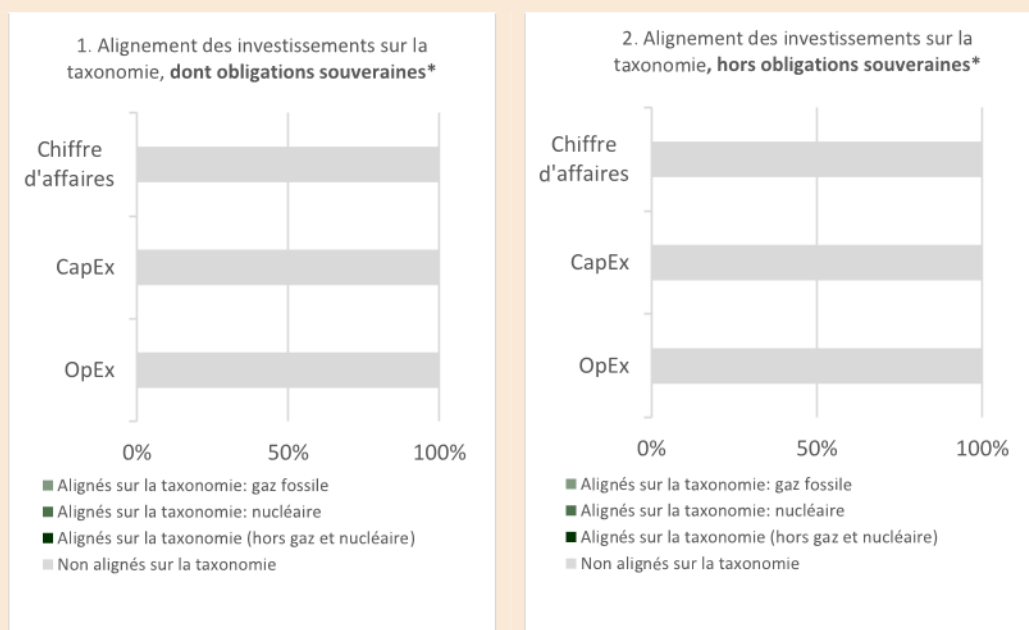 1. Alignement des investissements sur la
taxonomie, dont obligations souveraines*
Chiffre
d'affaires
CapEx
OpEx
0%
50%
100%
Alignés sur la taxonomie: gaz fossile
Alignés sur la taxonomie: nucléaire
Alignés sur la taxonomie (hors gaz et nucléaire)
Non alignés sur la taxonomie
2. Alignement des investissements sur la
taxonomie, hors obligations souveraines*
Chiffre
d'affaires
CapEx
OpEx
0%
50%
100%
Alignés sur la taxonomie: gaz fossile
Alignés sur la taxonomie: nucléaire
Alignés sur la taxonomie (hors gaz et nucléaire)
Non alignés sur la taxonomie